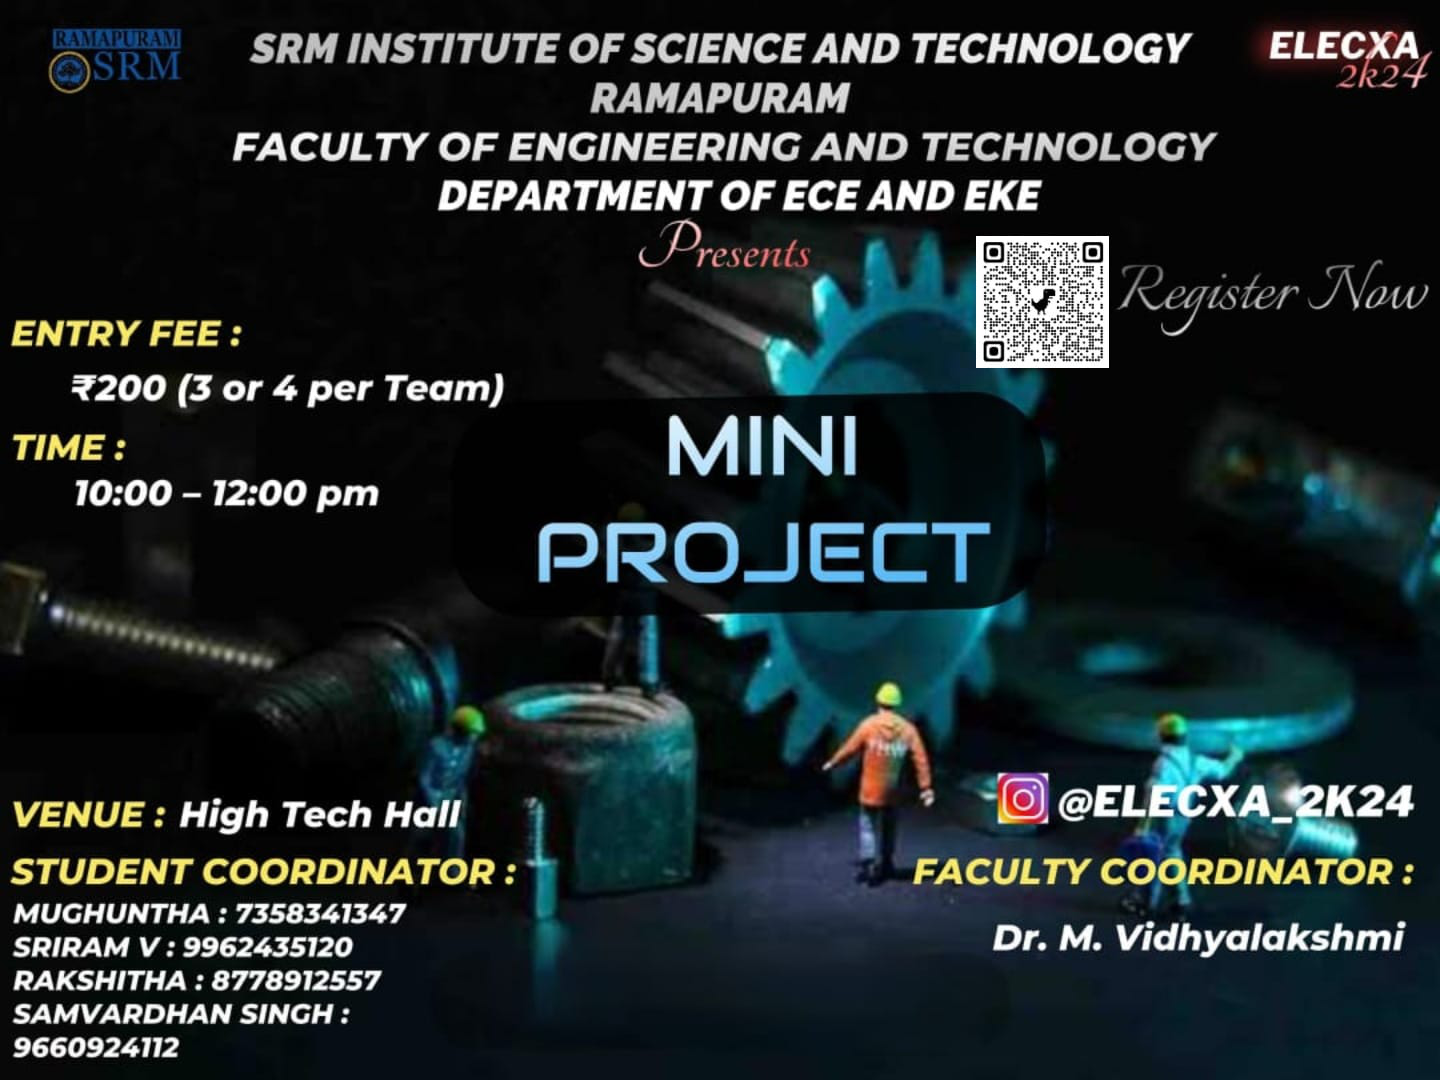 RAMAPURAM
SRM
SRM INSTITUTE OF SCIENCE AND TECHNOLOGY
RAMAPURAM
FACULTY OF ENGINEERING AND TECHNOLOGY
DEPARTMENT OF ECE AND EKE
Presents
ELECXA
2k24
Register Now
ENTRY FEE :
₹200 (3 or 4 per Team)
TIME :
10:00 – 12:00 pm
MINI
PROJECT
THW
VENUE : High Tech Hall
STUDENT COORDINATOR :
MUGHUNTHA : 7358341347
SRIRAM V : 9962435120
RAKSHITHA : 8778912557
SAMVARDHAN SINGH :
9660924112
@ELECXA_2K24
FACULTY COORDINATOR :
Dr. M. Vidhyalakshmi